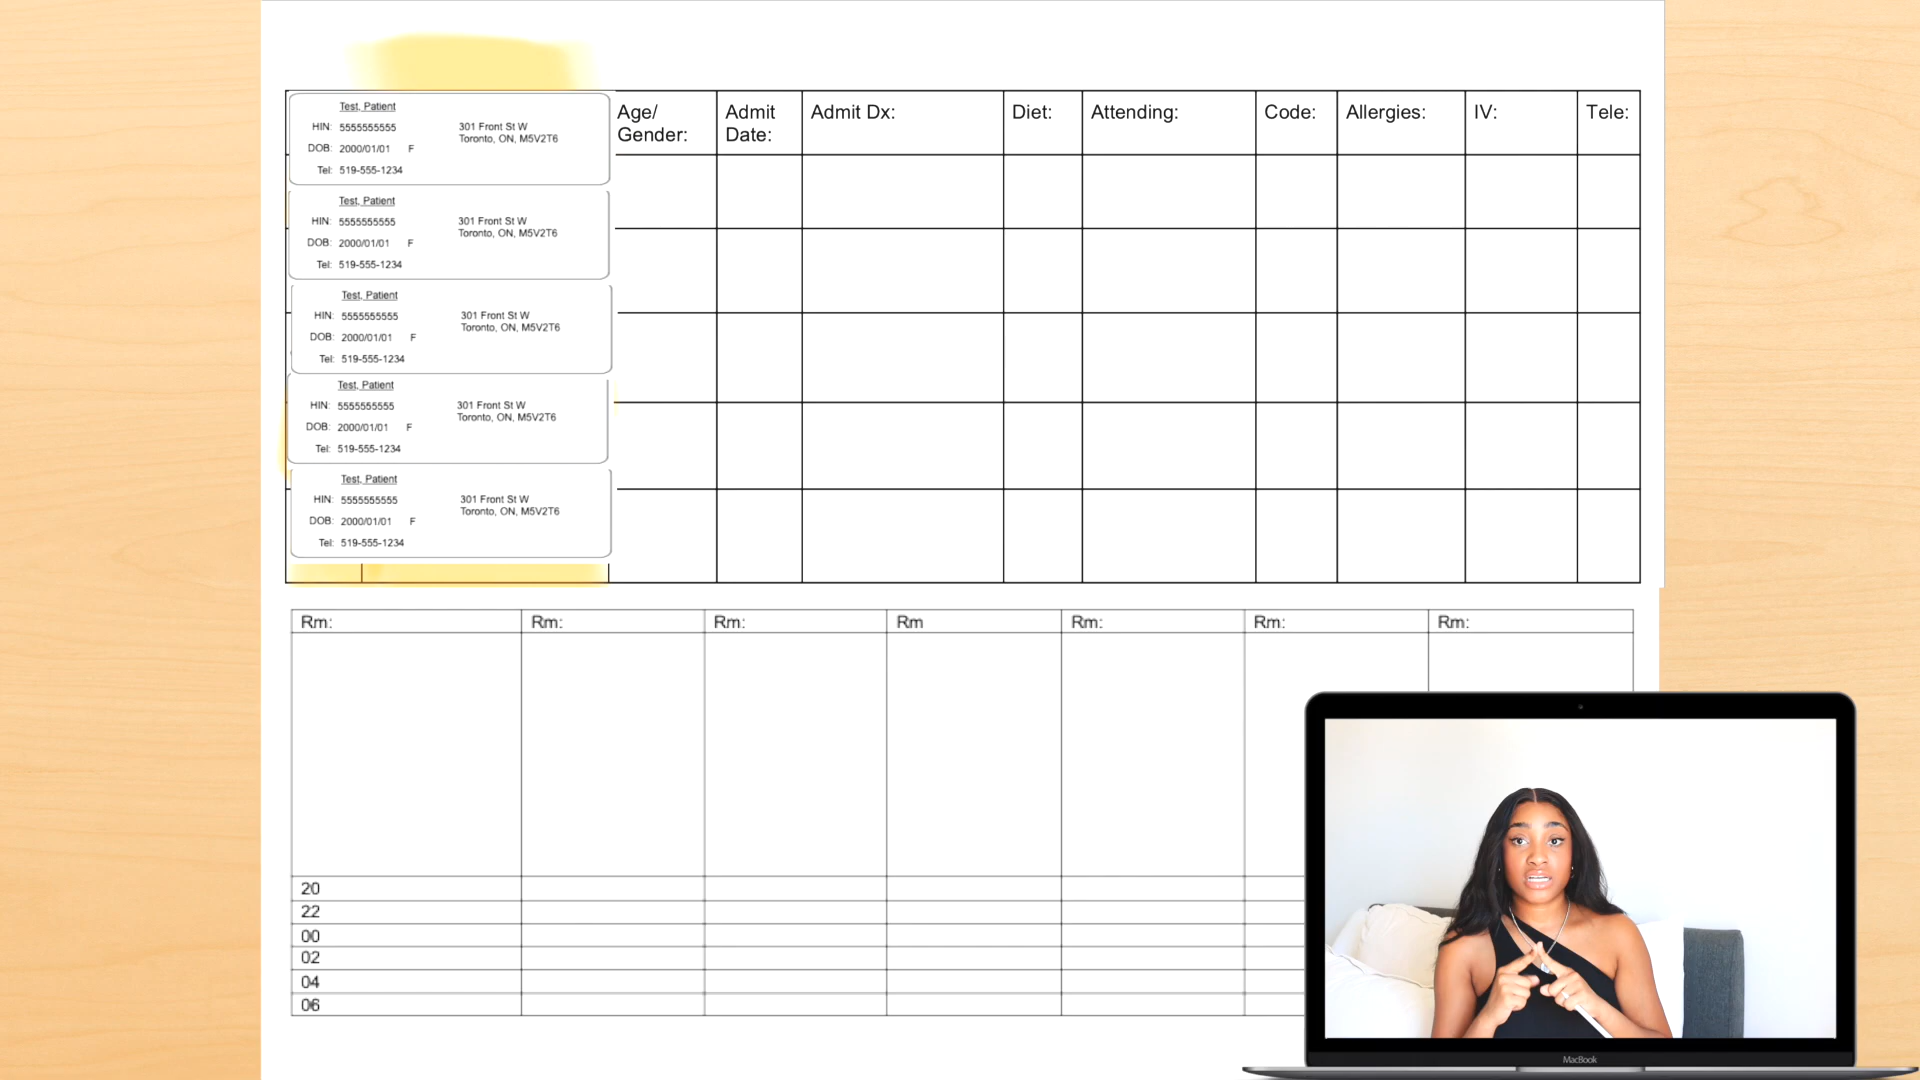 Test, Patient
HIN: 5555555555
DOB: 2000/01/01 F
Tel: 519-555-1234
301 Front St W
Toronto, ON, M5V2T6
Age/
Gender:
Admit
Date:
Admit Dx:
Diet:
Attending:
Code:
Allergies:
IV:
Tele:
Test, Patient
HIN: 5555555555
DOB: 2000/01/01 F
Tel: 519-555-1234
301 Front St W
Toronto, ON, M5V2T6
Test, Patient
HIN: 5555555555
DOB: 2000/01/01 F
Tel: 519-555-1234
301 Front St W
Toronto, ON, M5V2T6
Test, Patient
HIN: 5555555555
DOB: 2000/01/01 F
Tel: 519-555-1234
301 Front St W
Toronto, ON, M5V2T6
Test, Patient
HIN: 5555555555
DOB: 2000/01/01 F
Tel: 519-555-1234
301 Front St W
Toronto, ON, M5V2T6
Rm: Rm: Rm: Rm Rm: Rm: Rm:
20
22
00
02
04
06
MacBook